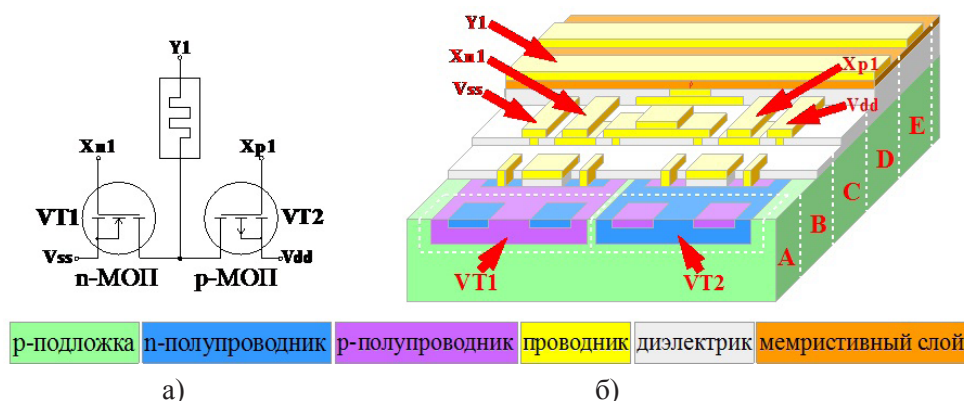 а)
Y1
Xn1
Xp1
VT1
VT2
Vss
Vdd
n-МОП
p-МОП
б)
Y1
Xn1
Vss
Xp1
Vdd
E
D
C
B
A
VT1
VT2
p-подложка
n-полупроводник
p-полупроводник
проводник
диэлектрик
мемристивный слой